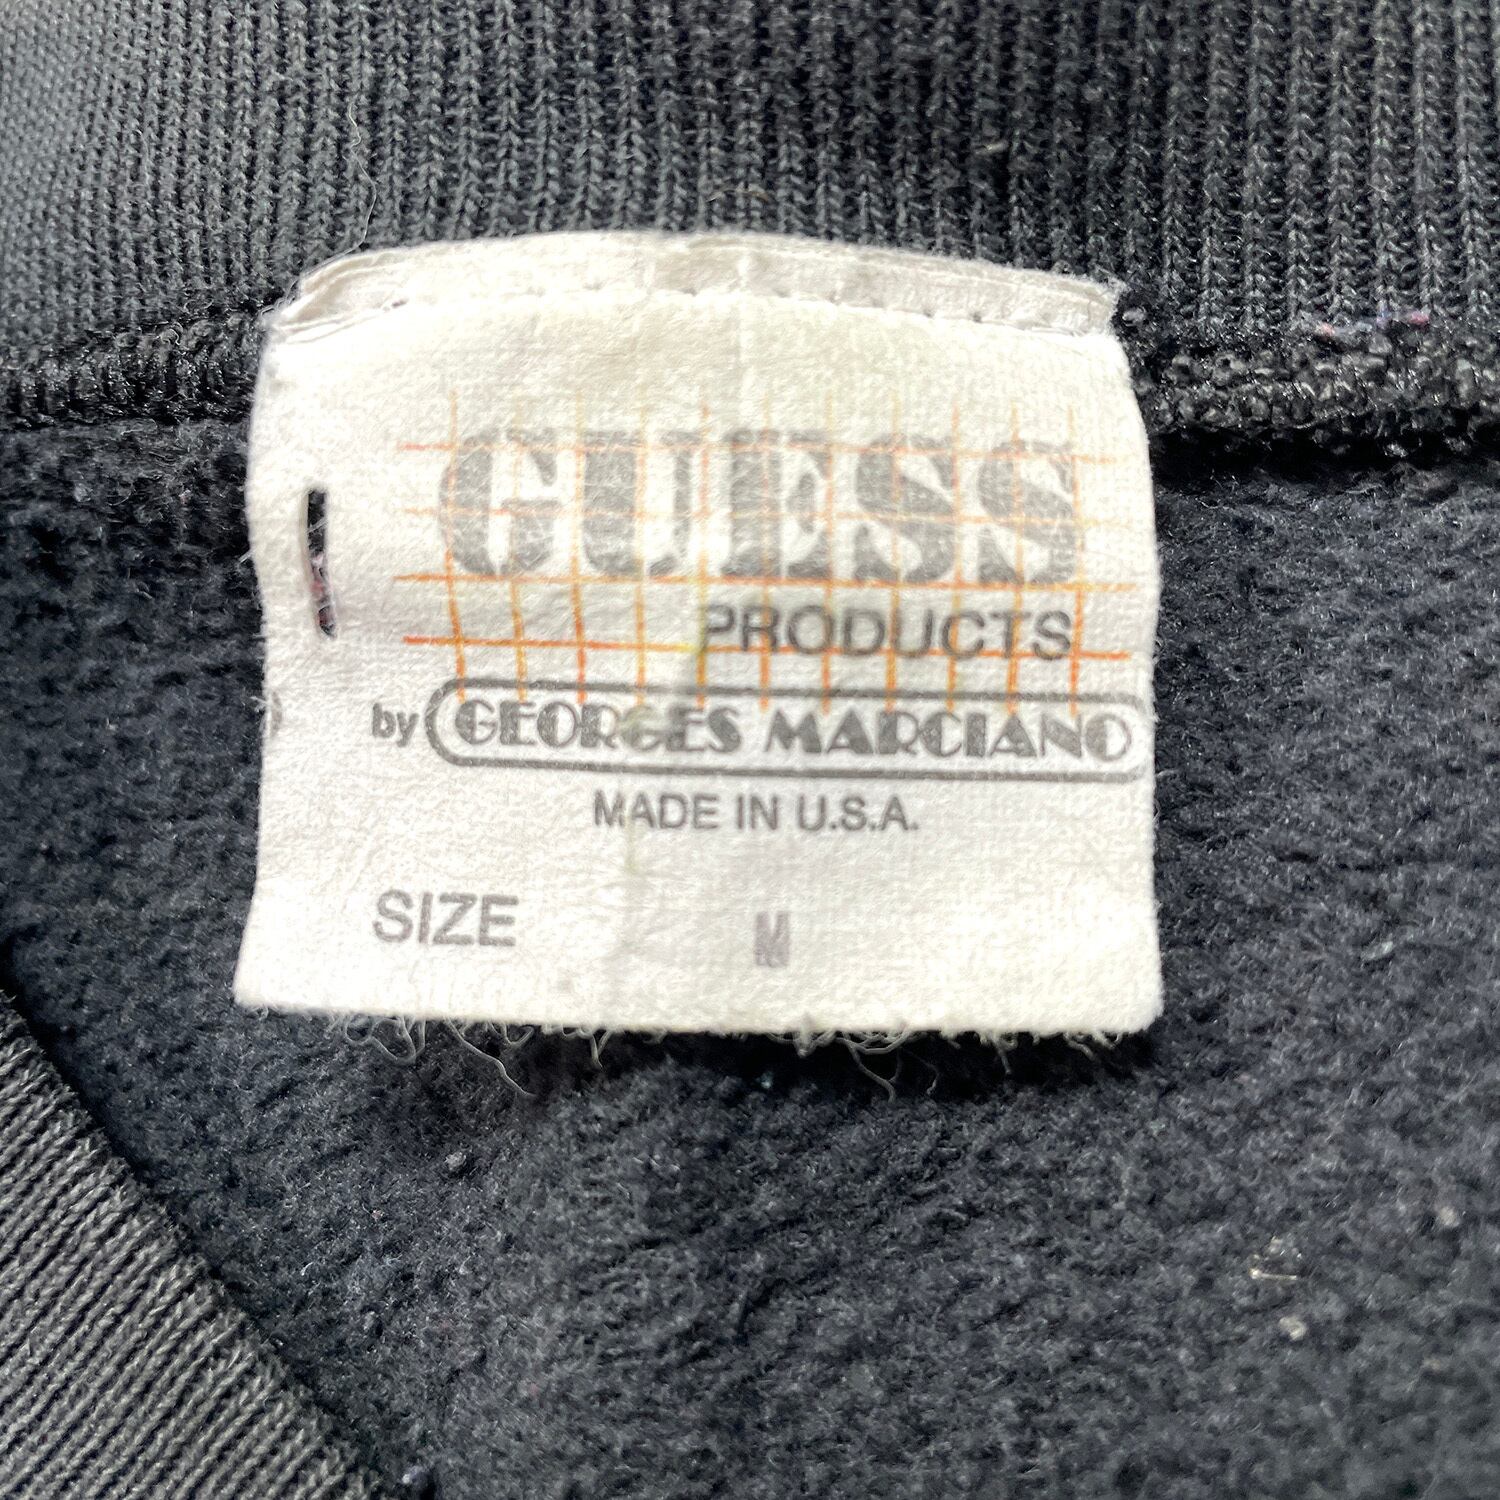 GUESS
PRODUCTS
by GEORGES MARCIANO
MADE IN U.S.A.
SIZE M